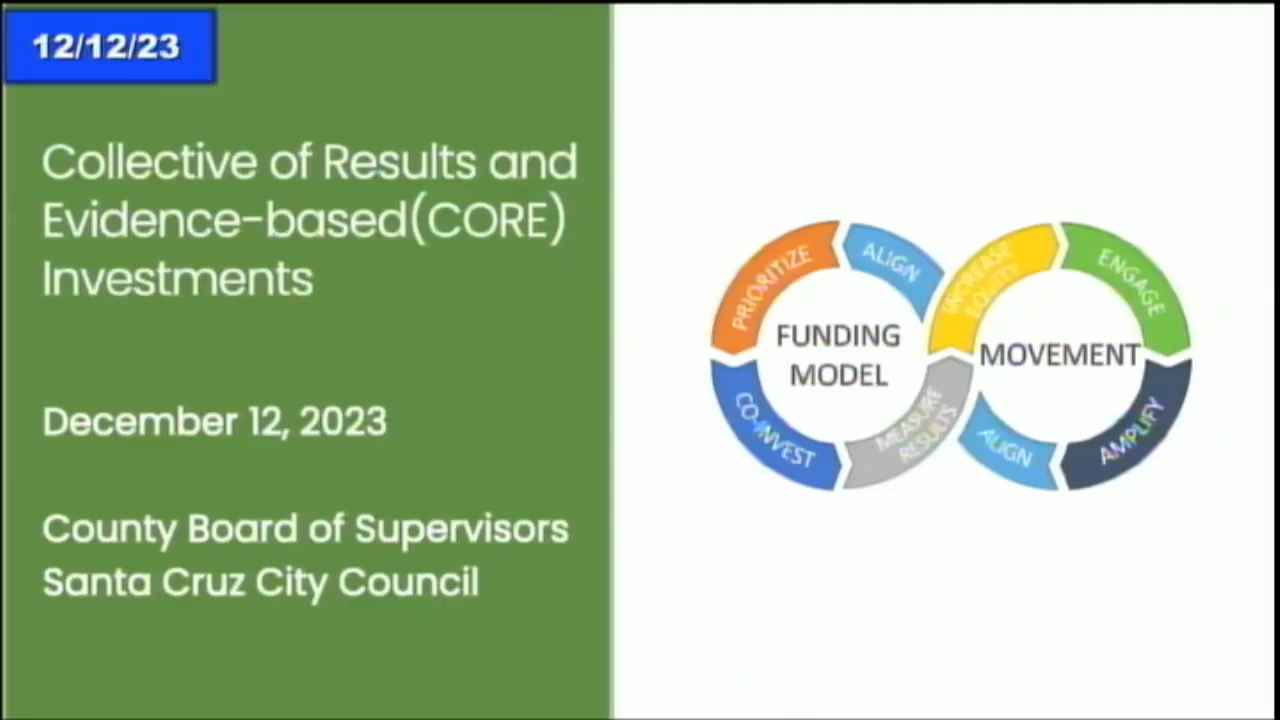 12/12/23
Collective of Results and
Evidence-based(CORE)
Investments
December 12, 2023
County Board of Supervisors
Santa Cruz City Council
PRIORITIZE
ALIGN
INCREASE
EQUITY
ENGAGE
FUNDING
MODEL
MOVEMENT
CO-INVEST
MEASURE
RESULTS
ALIGN
AMPLIFY